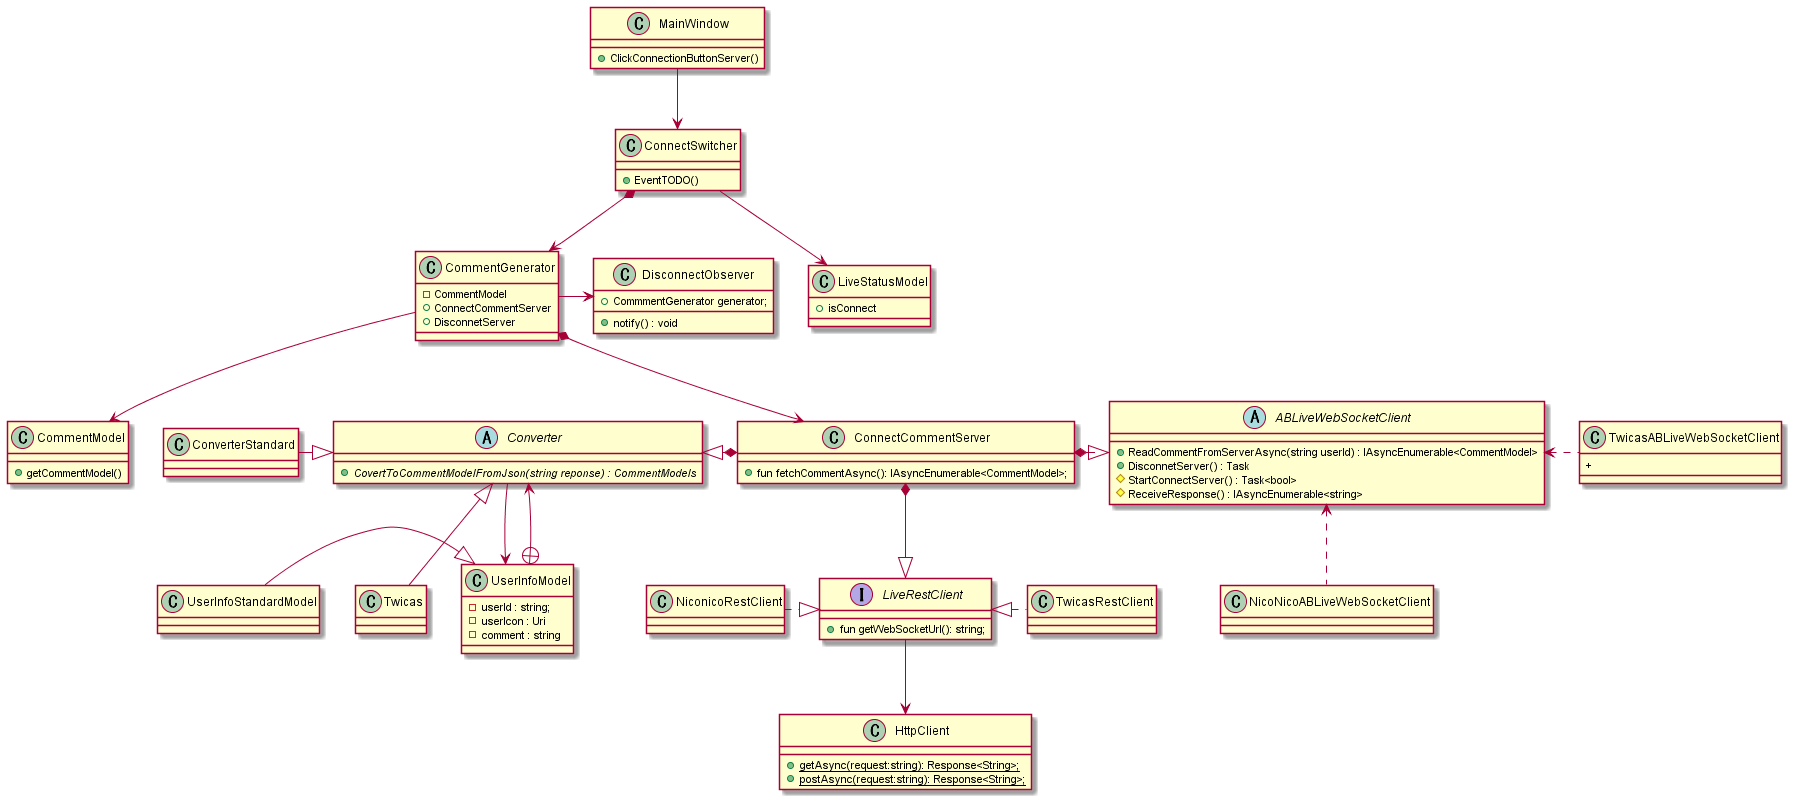 C MainWindow
ClickConnectionButtonServer()
C ConnectSwitcher
EventTODO()
C CommentGenerator
CommentModel
ConnectCommentServer
DisconnetServer
C DisconnectObserver
CommmentGenerator generator;
notify() : void
C LiveStatusModel
isConnect
C CommentModel
getCommentModel()
C ConverterStandard
A Converter
CovertToCommentModelFromJson(string reponse) : CommentModels
C ConnectCommentServer
fun fetchCommentAsync(): IAsyncEnumerable<CommentModel>;
A ABLiveWebSocketClient
ReadCommentFromServerAsync(string userId) : IAsyncEnumerable<CommentModel>
DisconnetServer() : Task
StartConnectServer() : Task<bool>
ReceiveResponse() : IAsyncEnumerable<string>
C TwicasABLiveWebSocketClient
+
C UserInfoStandardModel
C Twicas
C UserInfoModel
userId : string;
userIcon : Uri
comment : string
C NiconicoRestClient
I LiveRestClient
fun getWebSocketUrl(): string;
C TwicasRestClient
C NicoNicoABLiveWebSocketClient
C HttpClient
getAsync(request:string): Response<String>;
postAsync(request:string): Response<String>;